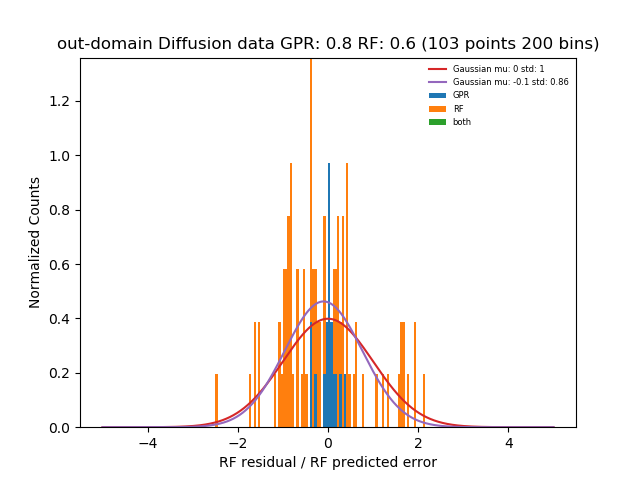 out-domain Diffusion data GPR: 0.8 RF: 0.6 (103 points 200 bins)
Gaussian mu: 0 std: 1
Gaussian mu: -0.1 std: 0.86
GPR
RF
both
Normalized Counts
1.2
1.0
0.8
0.6
0.4
0.2
0.0
−4 −2 0 2 4
RF residual / RF predicted error